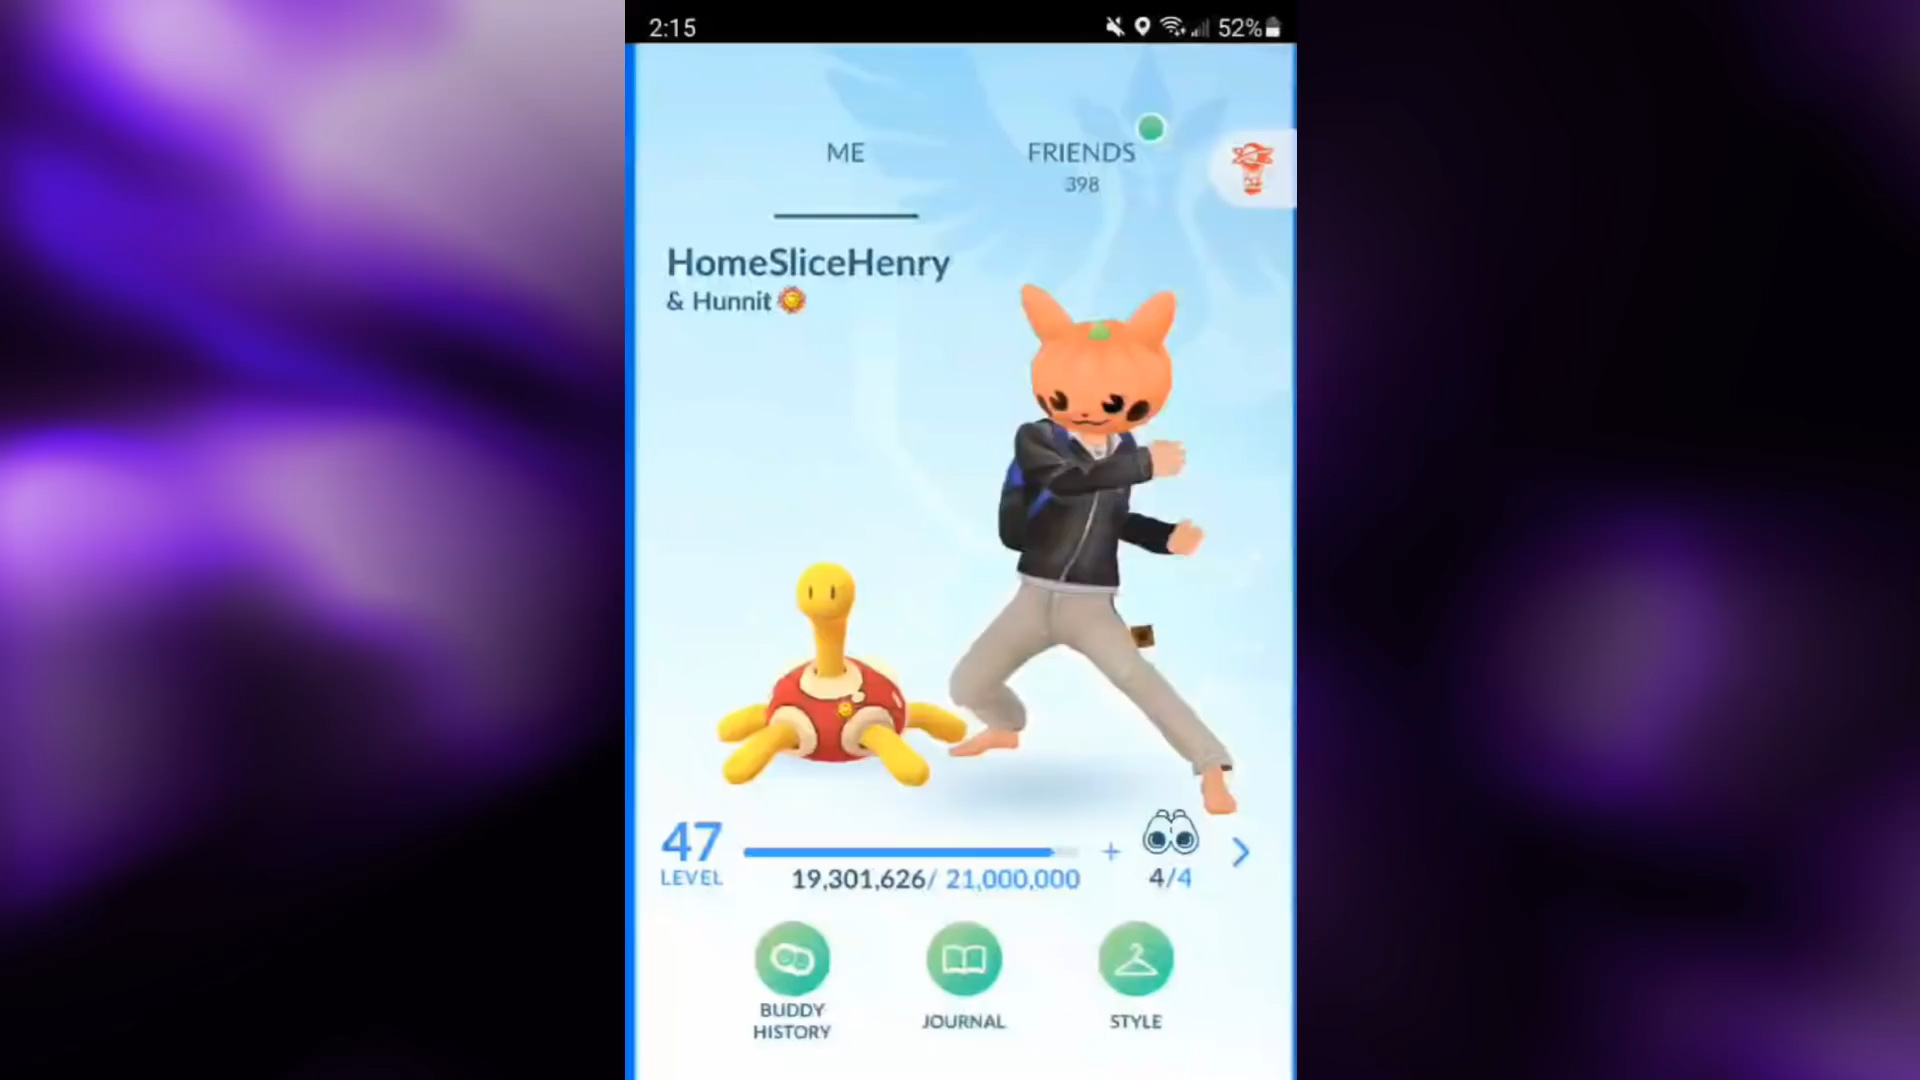 2:15
52%
ME
FRIENDS
398
HomeSliceHenry
& Hunnit
47
LEVEL
19,301,626/ 21,000,000
+
4/4
BUDDY
HISTORY
JOURNAL
STYLE